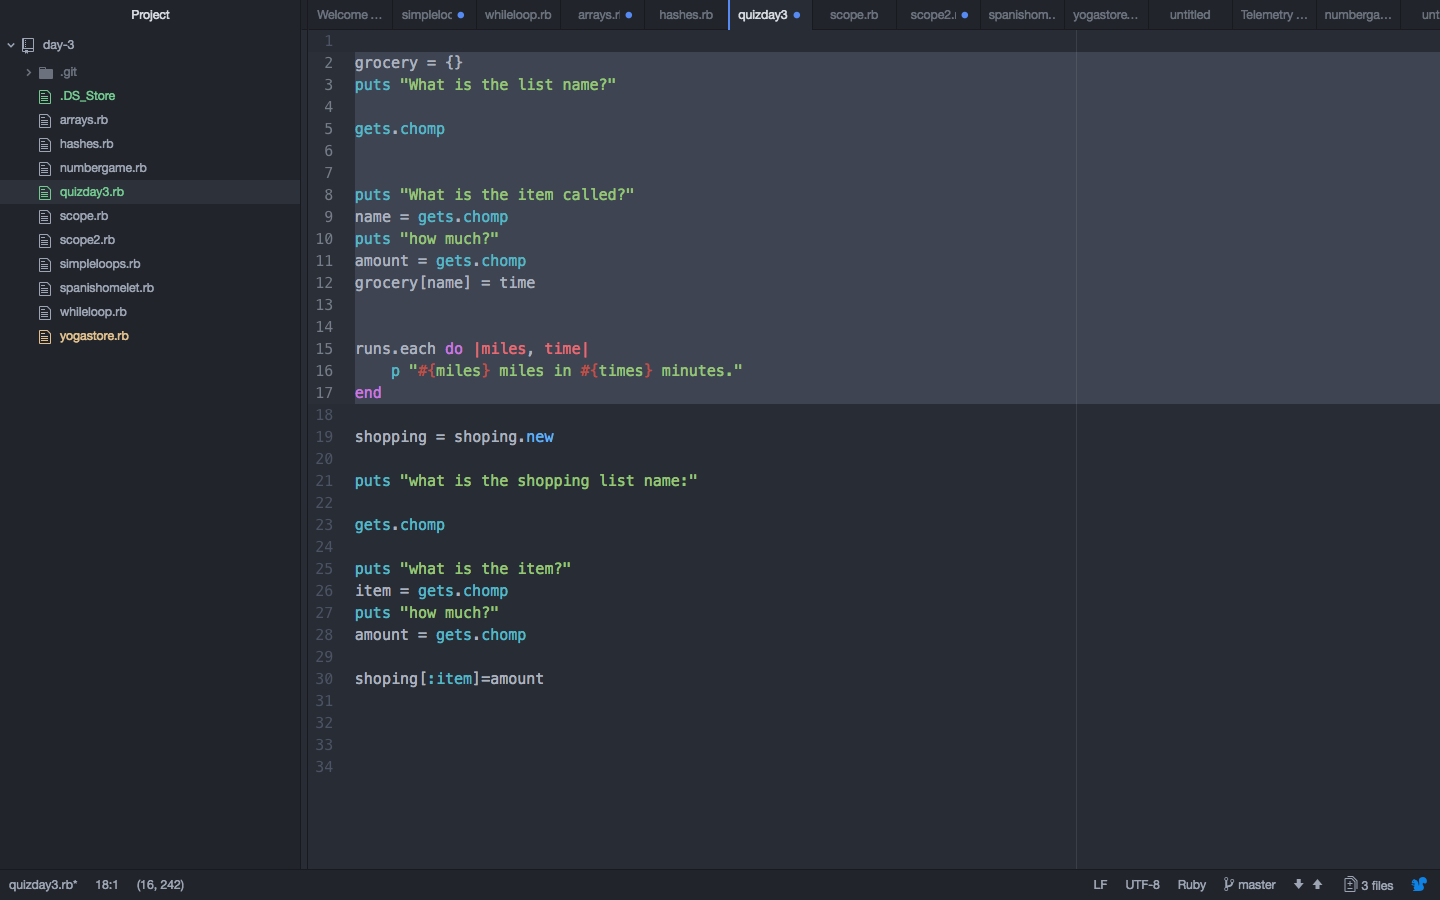 Project
Welcome ...
simpleloc
whileloop.rb
arrays.r
hashes.rb
quizday3
scope.rb
scope2.
spanishom..
yogastore...
untitled
Telemetry ...
numberga...
unt
day-3
.git
.DS_Store
arrays.rb
hashes.rb
numbergame.rb
quizday3.rb
scope.rb
scope2.rb
simpleloops.rb
spanishomelet.rb
whileloop.rb
yogastore.rb
1
2 grocery = {}
3 puts "What is the list name?"
4
5 gets.chomp
6
7
8 puts "What is the item called?"
9 name = gets.chomp
10 puts "how much?"
11 amount = gets.chomp
12 grocery[name] = time
13
14
15 runs.each do |miles, time|
16 p "#{miles} miles in #{times} minutes."
17 end
18
19 shopping = shoping.new
20
21 puts "what is the shopping list name:"
22
23 gets.chomp
24
25 puts "what is the item?"
26 item = gets.chomp
27 puts "how much?"
28 amount = gets.chomp
29
30 shoping[:item]=amount
31
32
33
34
quizday3.rb* 18:1 (16, 242)
LF UTF-8 Ruby master 3 files